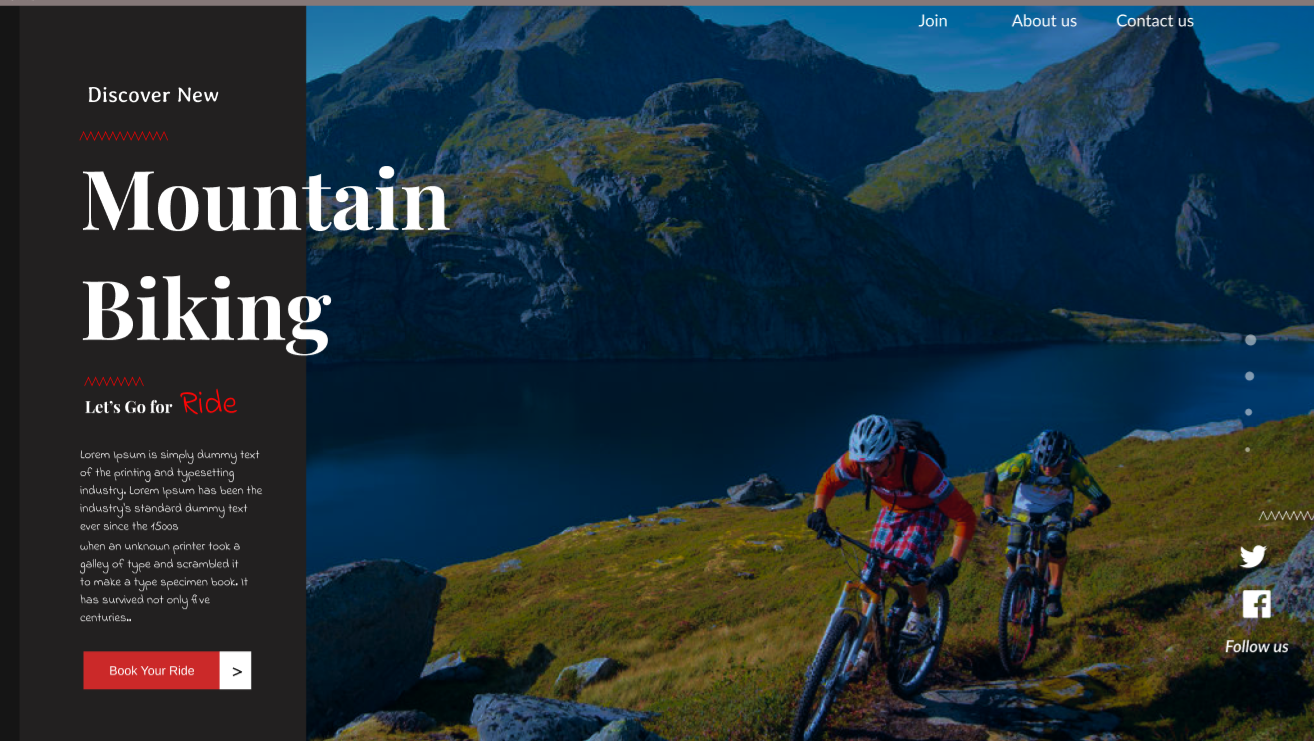 Join About us Contact us
Discover New
Mountain
Biking
Let's Go for Ride
Lorem Ipsum is simply dummy text
of the printing and typesetting
industry. Lorem Ipsum has been the
industry's standard dummy text
ever since the 1500s
when an unknown printer took a
galley of type and scrambled it
to make a type specimen book. It
has survived not only five
centuries..
Book Your Ride >
Follow us